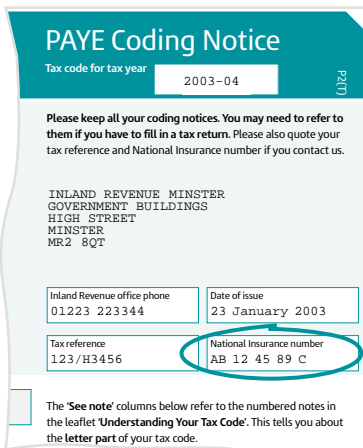 PAYE Coding Notice
Tax code for tax year
2003-04
P2(T)
Please keep all your coding notices. You may need to refer to
them if you have to fill in a tax return. Please also quote your
tax reference and National Insurance number if you contact us.
INLAND REVENUE MINSTER
GOVERNMENT BUILDINGS
HIGH STREET
MINSTER
MR2 8QT
Inland Revenue office phone
01223 223344
Date of issue
23 January 2003
Tax reference
123/H3456
National Insurance number
AB 12 45 89 C
The ‘See note’ columns below refer to the numbered notes in
the leaflet ‘Understanding Your Tax Code’. This tells you about
the letter part of your tax code.